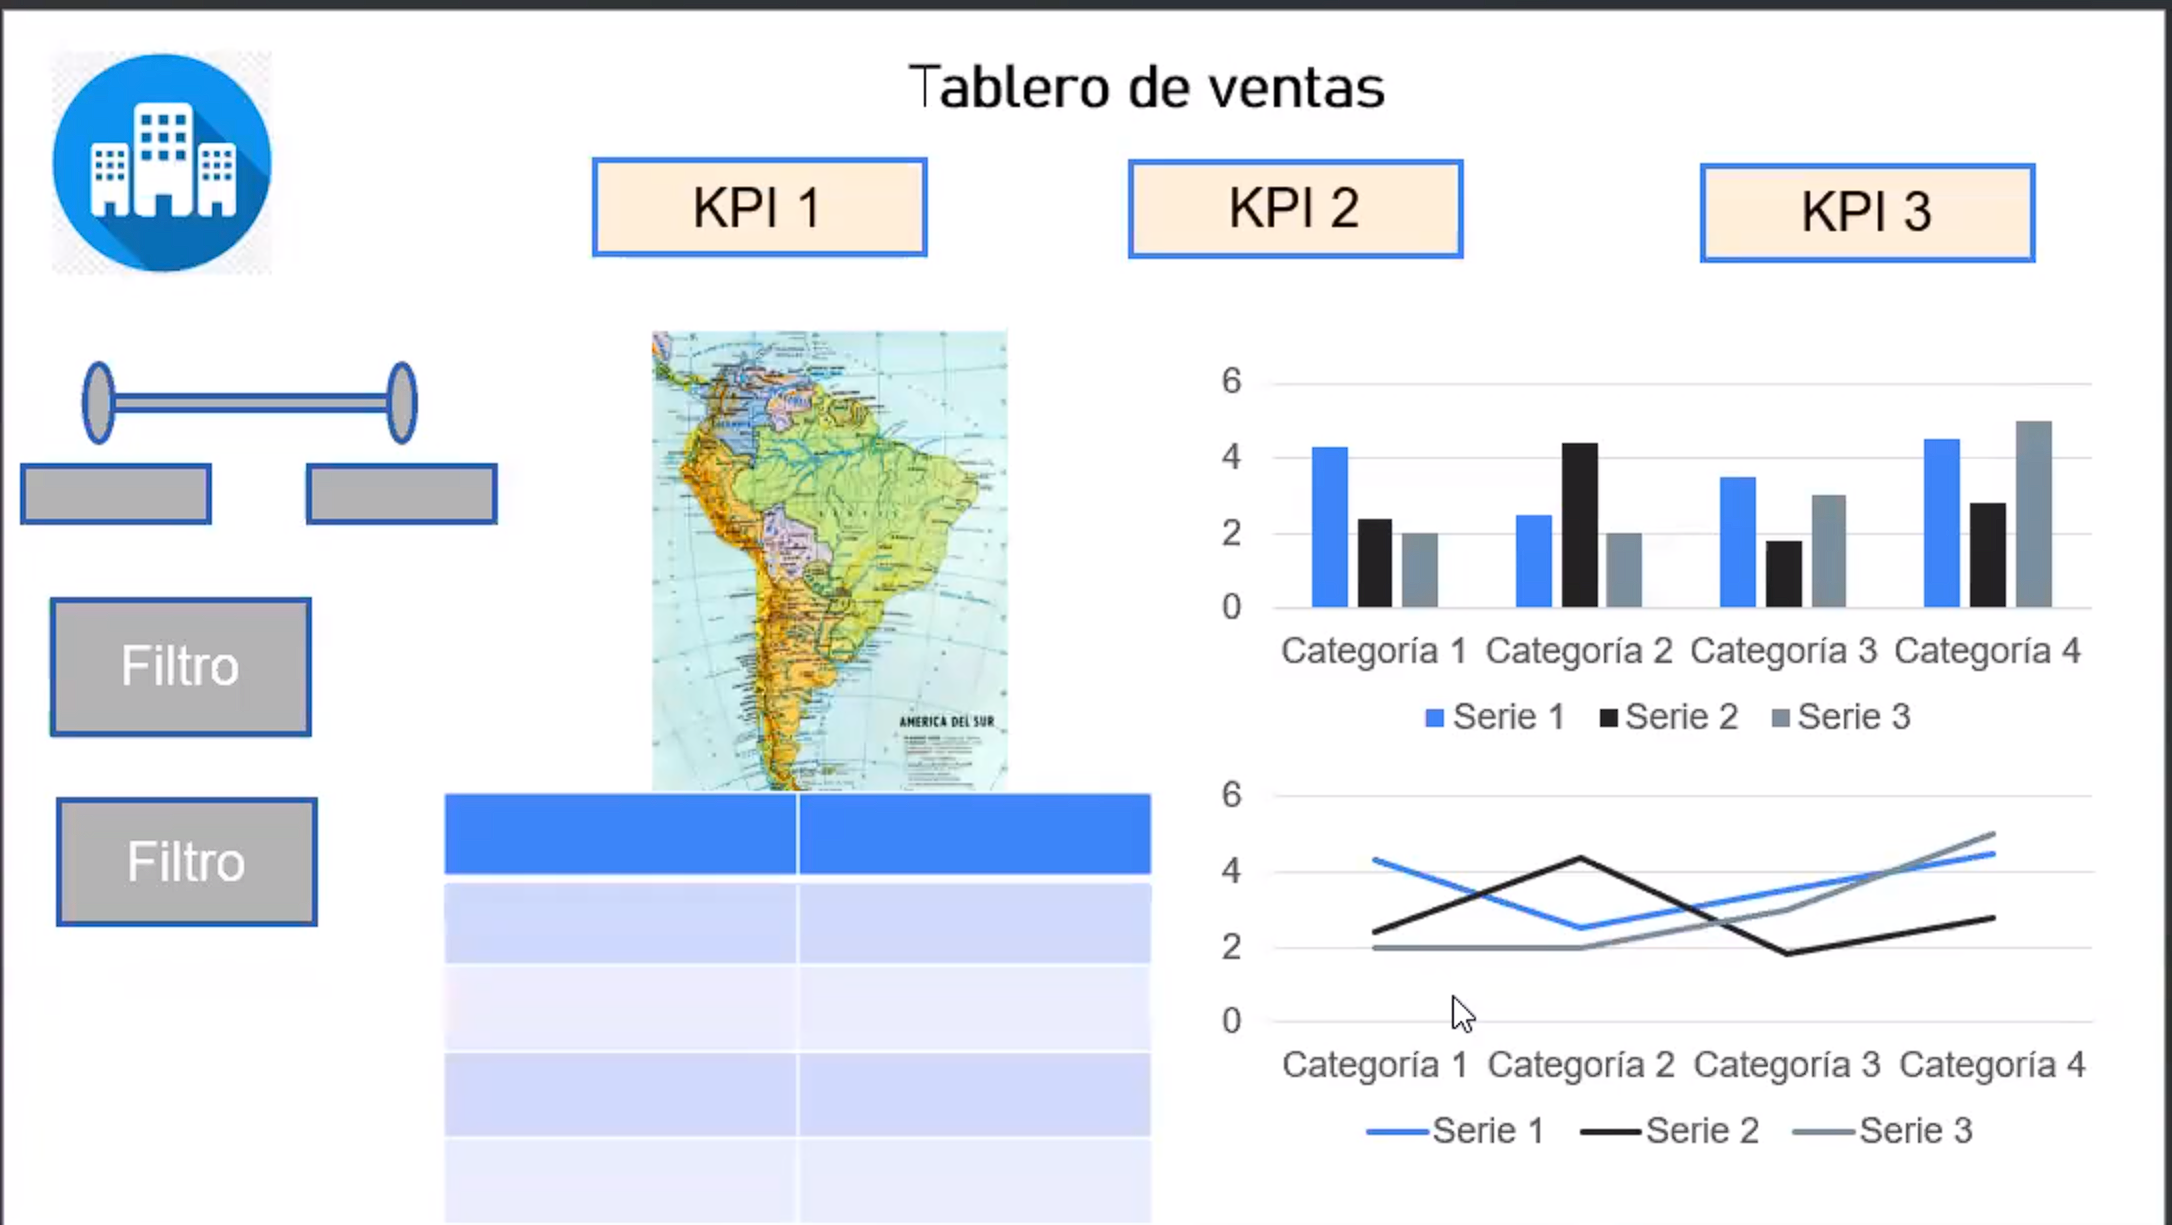 Tablero de ventas
KPI 1
KPI 2
KPI 3
Filtro
Filtro
AMERICA DEL SUR
6
4
2
0
Categoría 1 Categoría 2 Categoría 3 Categoría 4
Serie 1 Serie 2 Serie 3
6
4
2
0
Categoría 1 Categoría 2 Categoría 3 Categoría 4
Serie 1 Serie 2 Serie 3